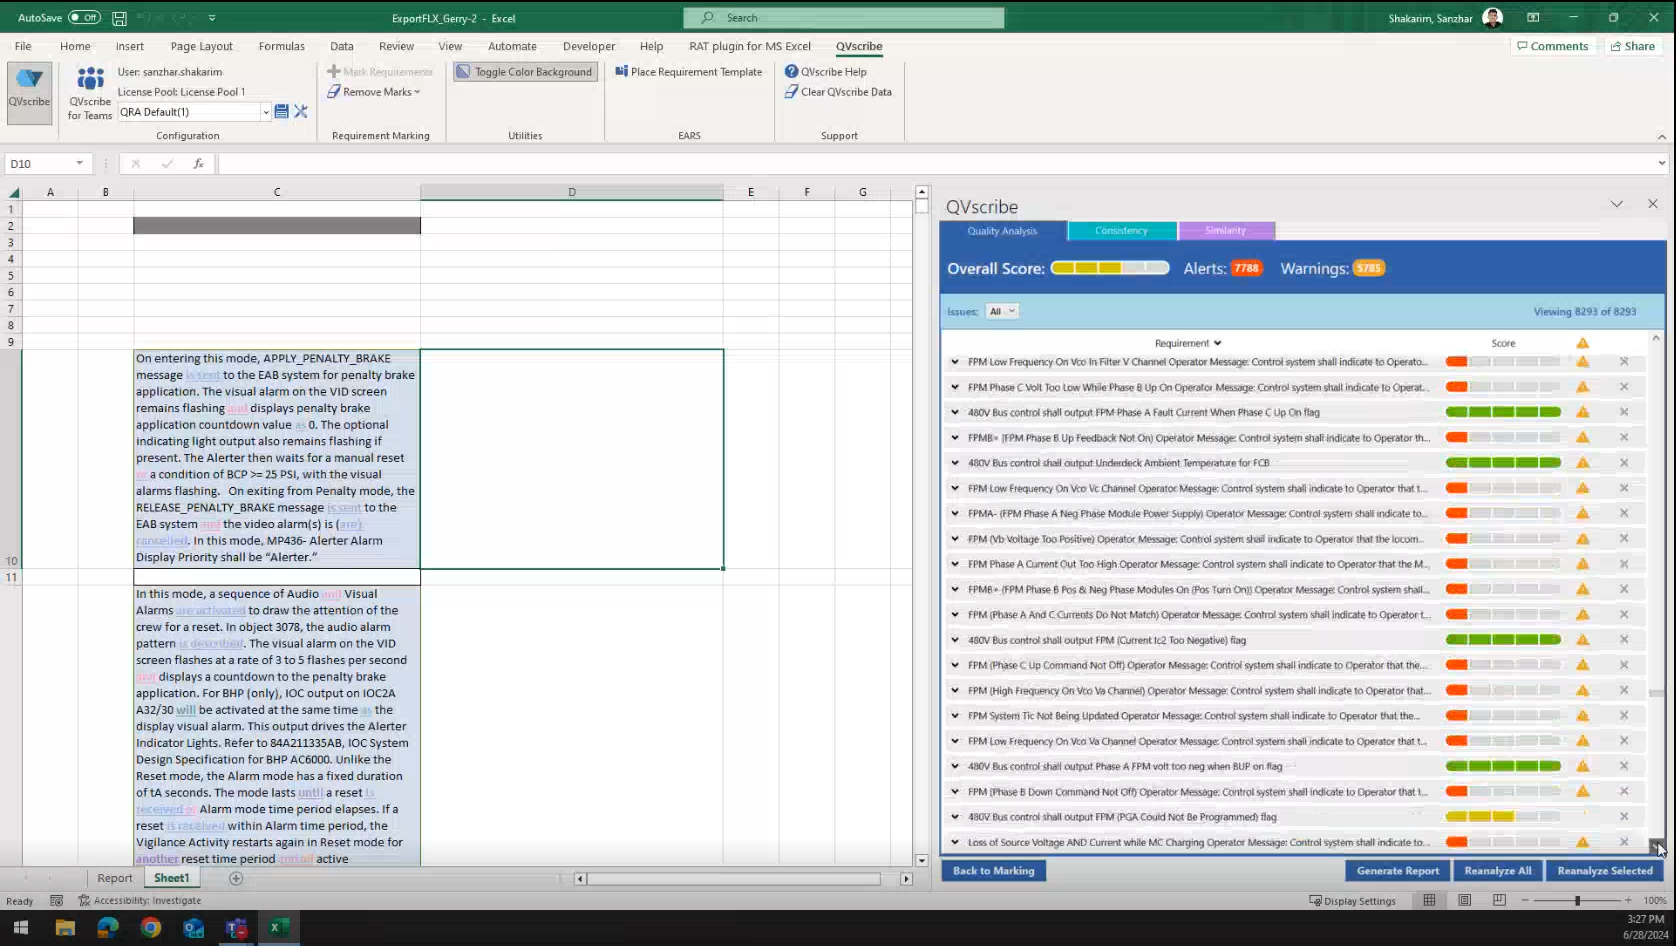 AutoSave Off
ExportFLX_Gerry-2 - Excel
Search
Shakarim, Sanzhar
File Home Insert Page Layout Formulas Data Review View Automate Developer Help RAT plugin for MS Excel QVscribe
Comments Share
QVscribe
QVscribe for Teams
User: sanzhar.shakarim
License Pool: License Pool 1
QRA Default(1)
Configuration
Mark Requirements
Remove Marks
Requirement Marking
Toggle Color Background
Utilities
Place Requirement Template
EARS
QVscribe Help
Clear QVscribe Data
Support
D10
fx
A B C D E F G
1
2
3
4
5
6
7
8
9
10
11
On entering this mode, APPLY_PENALTY_BRAKE
message is sent to the EAB system for penalty brake
application. The visual alarm on the VID screen
remains flashing and displays penalty brake
application countdown value as 0. The optional
indicating light output also remains flashing if
present. The Alerter then waits for a manual reset
or a condition of BCP >= 25 PSI, with the visual
alarms flashing. On exiting from Penalty mode, the
RELEASE_PENALTY_BRAKE message is sent to the
EAB system and the video alarm(s) is (are)
cancelled. In this mode, MP436- Alerter Alarm
Display Priority shall be “Alerter.”
In this mode, a sequence of Audio and Visual
Alarms are activated to draw the attention of the
crew for a reset. In object 3078, the audio alarm
pattern is described. The visual alarm on the VID
screen flashes at a rate of 3 to 5 flashes per second
and displays a countdown to the penalty brake
application. For BHP (only), IOC output on IOC2A
A32/30 will be activated at the same time as the
display visual alarm. This output drives the Alerter
Indicator Lights. Refer to 84A211335AB, IOC System
Design Specification for BHP AC6000. Unlike the
Reset mode, the Alarm mode has a fixed duration
of tA seconds. The mode lasts until a reset is
received or Alarm mode time period elapses. If a
reset is received within Alarm time period, the
Vigilance Activity restarts again in Reset mode for
another reset time period and all active
QVscribe
Quality Analysis Consistency Similarity
Overall Score: Alerts: 7788 Warnings: 5785
Issues: All Viewing 8293 of 8293
Requirement Score
FPM Low Frequency On Vco In Filter V Channel Operator Message: Control system shall indicate to Operato...
FPM Phase C Volt Too Low While Phase B Up On Operator Message: Control system shall indicate to Operat...
480V Bus control shall output FPM Phase A Fault Current When Phase C Up On flag
FPMB+ (FPM Phase B Up Feedback Not On) Operator Message: Control system shall indicate to Operator th...
480V Bus control shall output Underdeck Ambient Temperature for FCB
FPM Low Frequency On Vco Vc Channel Operator Message: Control system shall indicate to Operator that t...
FPMA- (FPM Phase A Neg Phase Module Power Supply) Operator Message: Control system shall indicate to...
FPM (Vb Voltage Too Positive) Operator Message: Control system shall indicate to Operator that the locom...
FPM Phase A Current Out Too High Operator Message: Control system shall indicate to Operator that the M...
FPMB+ (FPM Phase B Pos & Neg Phase Modules On (Pos Turn On)) Operator Message: Control system shall...
FPM (Phase A And C Currents Do Not Match) Operator Message: Control system shall indicate to Operator...
480V Bus control shall output FPM (Current Ic2 Too Negative) flag
FPM (Phase C Up Command Not Off) Operator Message: Control system shall indicate to Operator that the...
FPM (High Frequency On Vco Va Channel) Operator Message: Control system shall indicate to Operator that...
FPM System Tic Not Being Updated Operator Message: Control system shall indicate to Operator that the...
FPM Low Frequency On Vco Va Channel Operator Message: Control system shall indicate to Operator that t...
480V Bus control shall output Phase A FPM volt too neg when BUP on flag
FPM (Phase B Down Command Not Off) Operator Message: Control system shall indicate to Operator that t...
480V Bus control shall output FPM (PGA Could Not Be Programmed) flag
Loss of Source Voltage AND Current while MC Charging Operator Message: Control system shall indicate to...
Back to Marking Generate Report Reanalyze All Reanalyze Selected
Report Sheet1
Ready Accessibility: Investigate Display Settings 100%
3:27 PM
6/28/2024